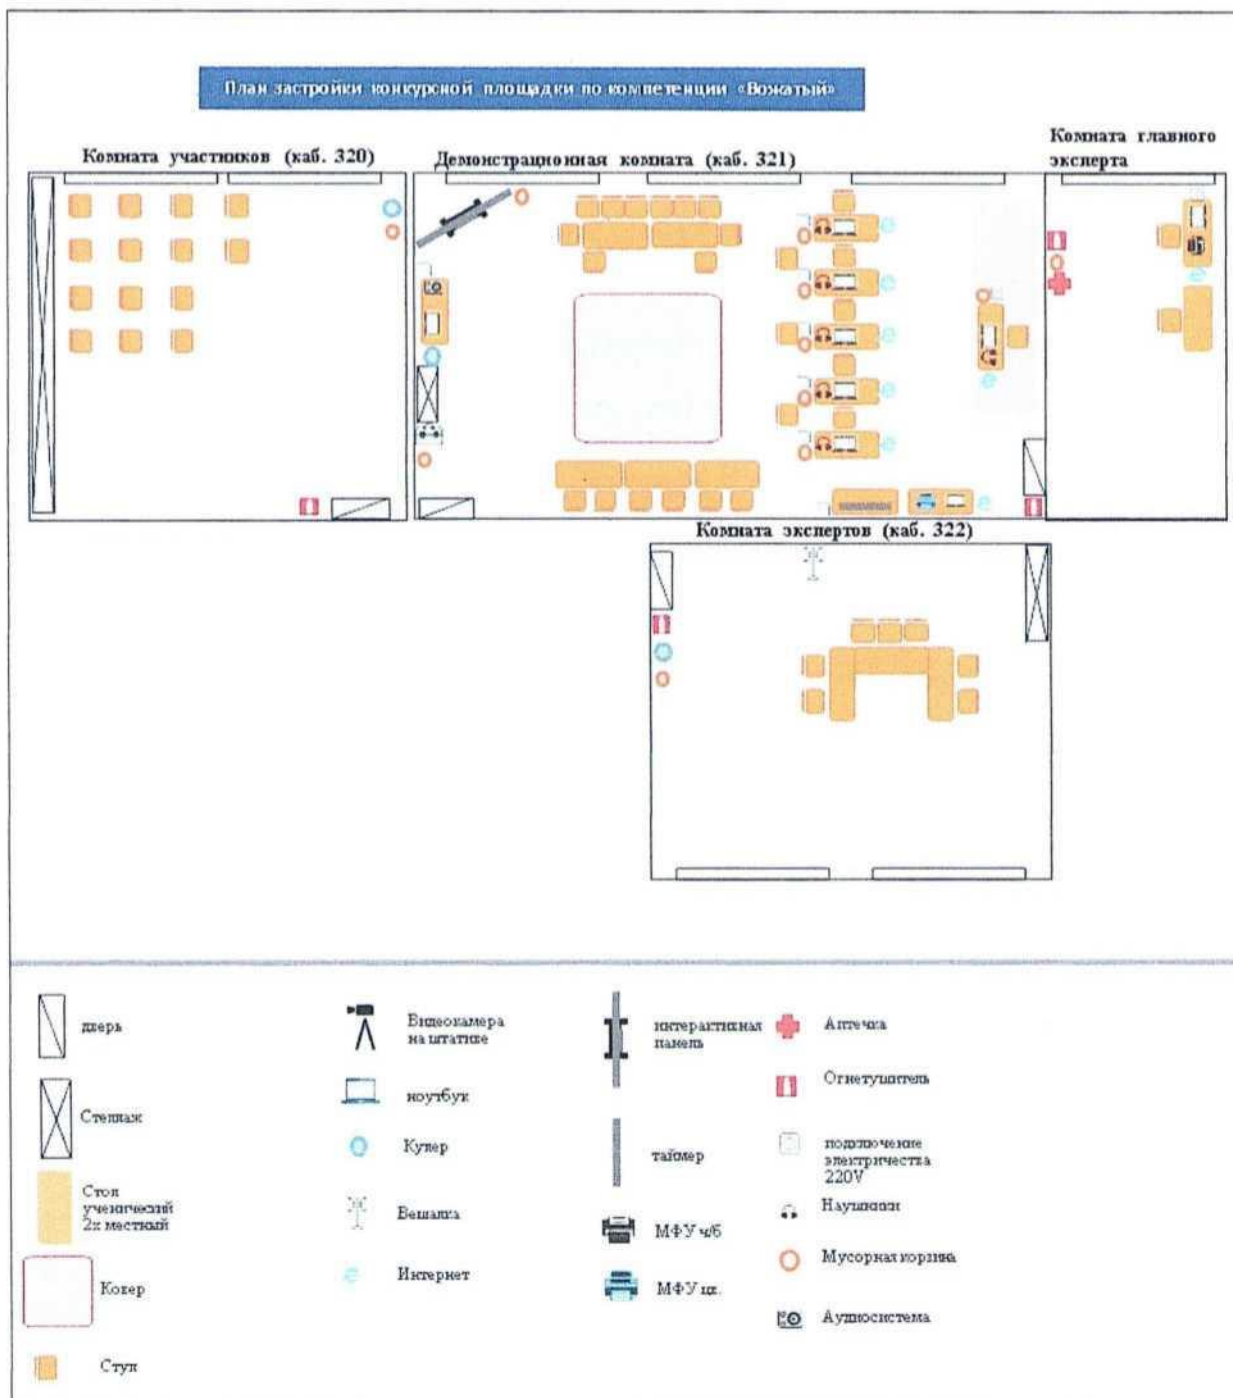 План застройки конкурсной площадки по компетенции «Вожатый»
Комната участников (каб. 320)
Демонстрационная комната (каб. 321)
Комната главного
эксперта
Комната экспертов (каб. 322)
дверь
Стеллаж
Стол
ученический
2х местный
Ковер
Стул
Видеокамера
на штативе
ноутбук
Кулер
Вешалка
Интернет
интерактивная
панель
таймер
МФУ ч/б
МФУ цв.
Аптечка
Огнетушитель
подключение
электричества
220V
Наушники
Мусорная корзина
Аудиосистема